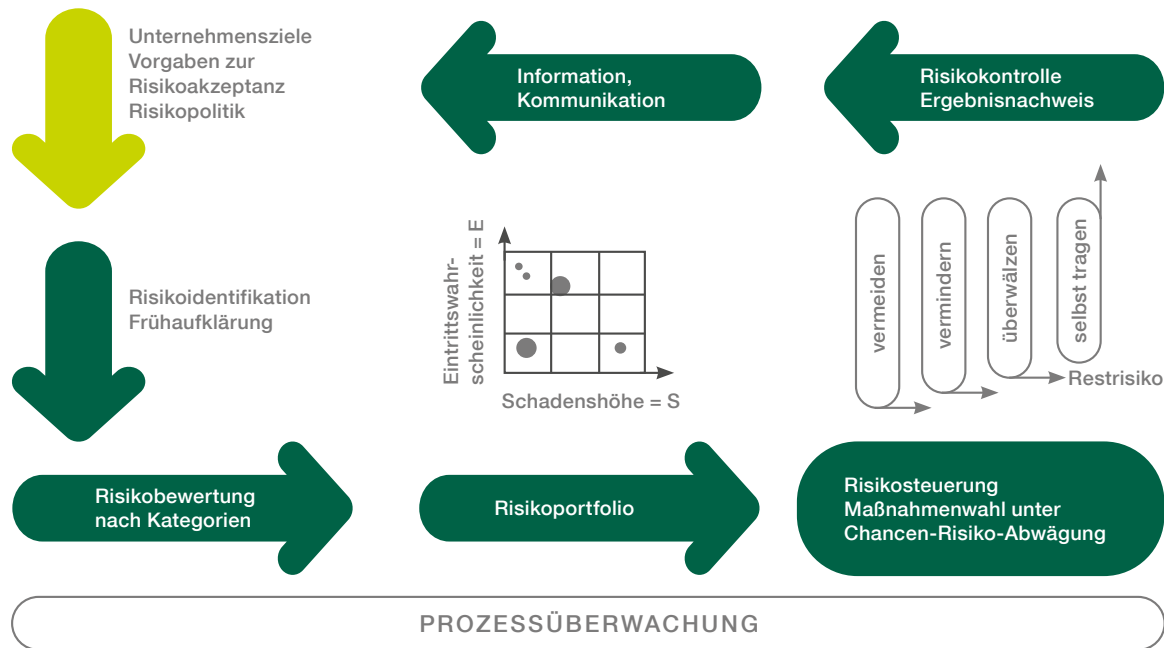 Unternehmensziele
Vorgaben zur
Risikoakzeptanz
Risikopolitik
Information,
Kommunikation
Risikokontrolle
Ergebnisnachweis
Risikoidentifikation
Frühaufklärung
Eintrittswahr-
scheinlichkeit = E
Schadenshöhe = S
vermeiden
vermindern
überwälzen
selbst tragen
Restrisiko
Risikobewertung
nach Kategorien
Risikoportfolio
Risikosteuerung
Maßnahmenwahl unter
Chancen-Risiko-Abwägung
PROZESSÜBERWACHUNG